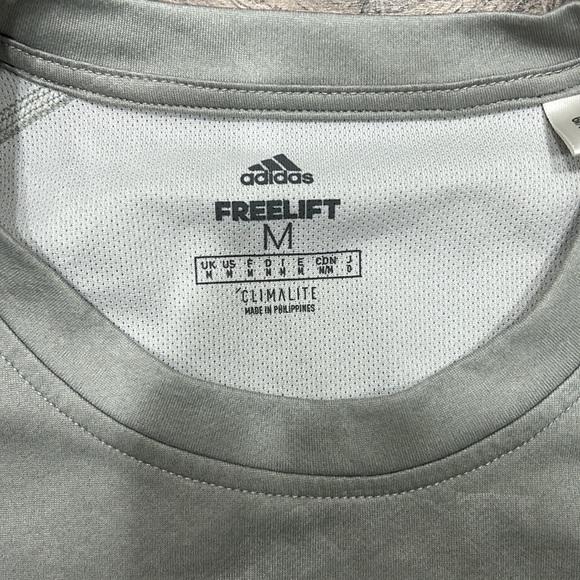 adidas
FREELIFT
M
UK US F D I E CDN J
M M M M M M M/M O
CLIMALITE
MADE IN PHILIPPINES